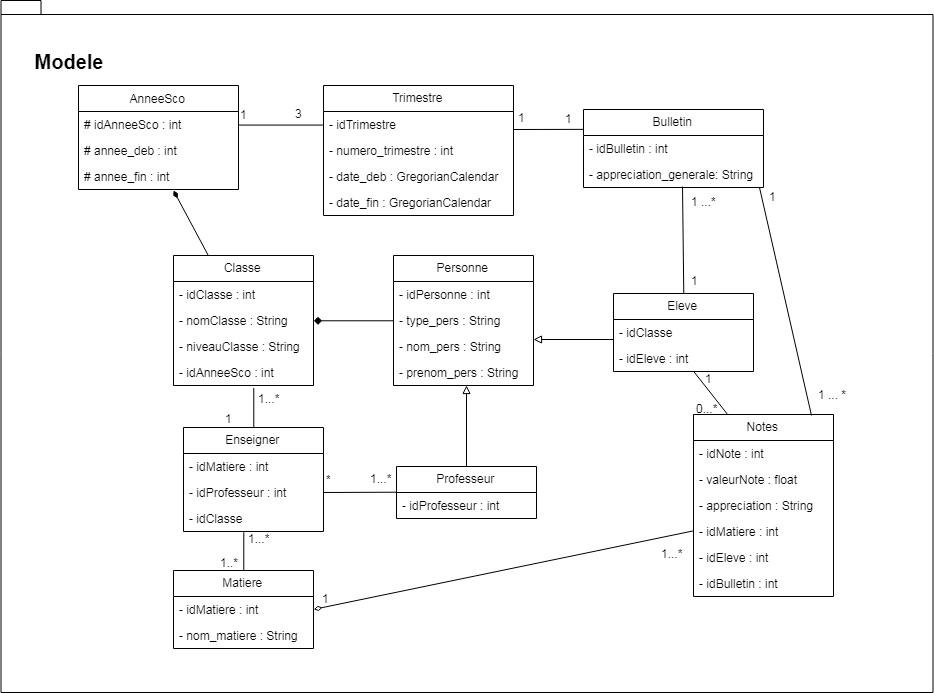 Modele
AnneeSco
# idAnneeSco : int
# annee_deb : int
# annee_fin : int
1
3
Trimestre
- idTrimestre
- numero_trimestre : int
- date_deb : GregorianCalendar
- date_fin : GregorianCalendar
1
1
Bulletin
- idBulletin : int
- appreciation_generale: String
1 ...*
1
1
Classe
- idClasse : int
- nomClasse : String
- niveauClasse : String
- idAnneeSco : int
Personne
- idPersonne : int
- type_pers : String
- nom_pers : String
- prenom_pers : String
Eleve
- idClasse
- idEleve : int
1
0...*
1 ... *
1...*
1
Enseigner
- idMatiere : int
- idProfesseur : int
- idClasse
*
1...*
Professeur
- idProfesseur : int
Notes
- idNote : int
- valeurNote : float
- appreciation : String
- idMatiere : int
- idEleve : int
- idBulletin : int
1...*
1..*
1...*
Matiere
- idMatiere : int
- nom_matiere : String
1